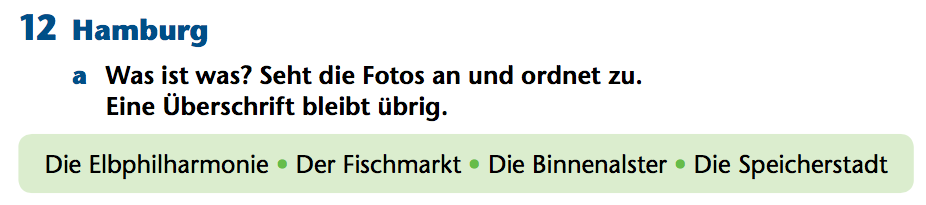 12 Hamburg
a Was ist was? Seht die Fotos an und ordnet zu.
Eine Überschrift bleibt übrig.
Die Elbphilharmonie • Der Fischmarkt • Die Binnenalster • Die Speicherstadt